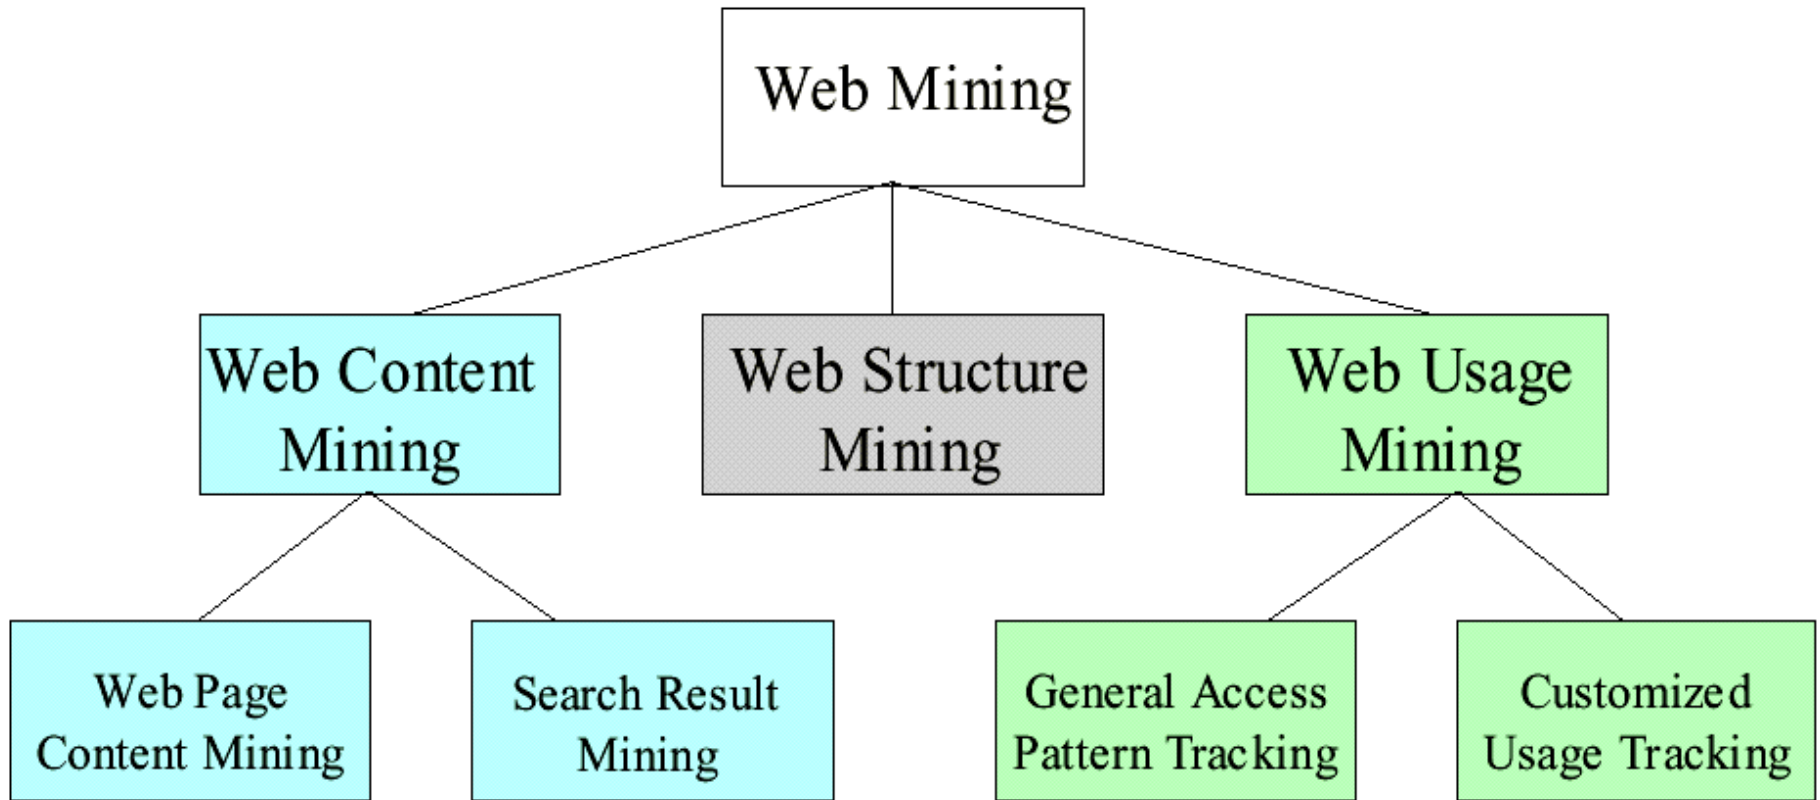 Web Mining
Web Content
Mining
Web Structure
Mining
Web Usage
Mining
Web Page
Content Mining
Search Result
Mining
General Access
Pattern Tracking
Customized
Usage Tracking